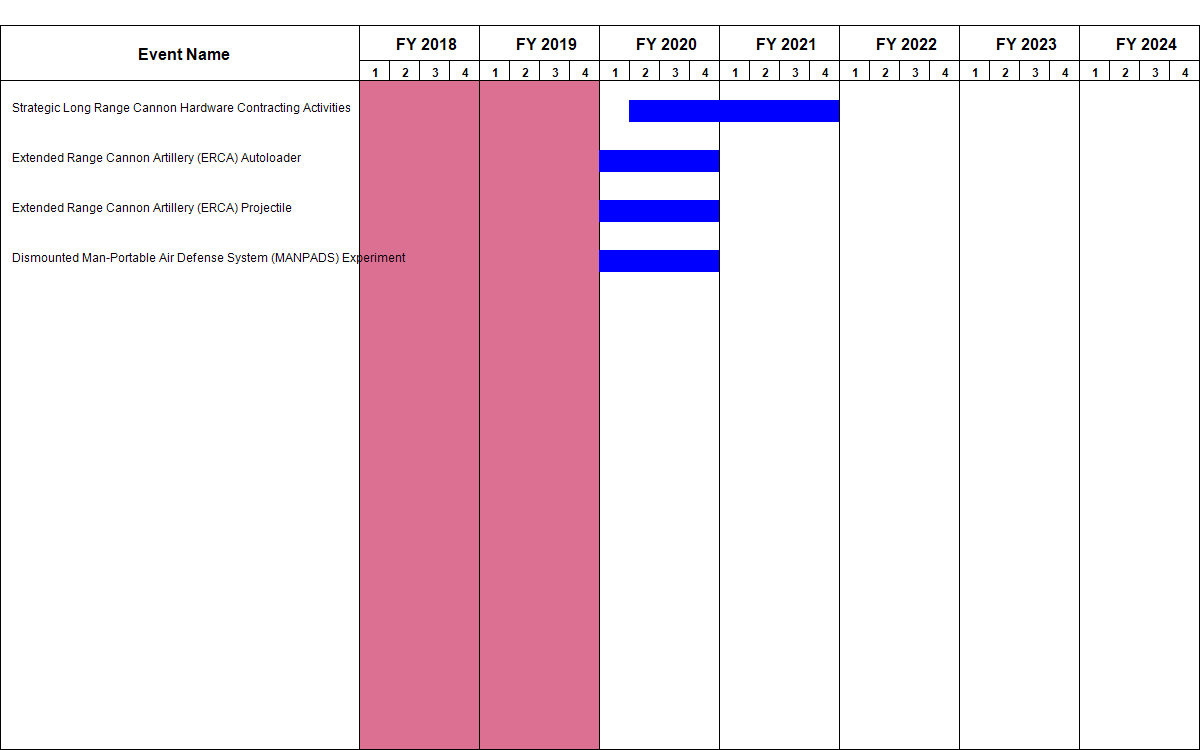 Event Name
FY 2018 FY 2019 FY 2020 FY 2021 FY 2022 FY 2023 FY 2024
1 2 3 4 1 2 3 4 1 2 3 4 1 2 3 4 1 2 3 4 1 2 3 4 1 2 3 4
Strategic Long Range Cannon Hardware Contracting Activities
Extended Range Cannon Artillery (ERCA) Autoloader
Extended Range Cannon Artillery (ERCA) Projectile
Dismounted Man-Portable Air Defense System (MANPADS) Experiment